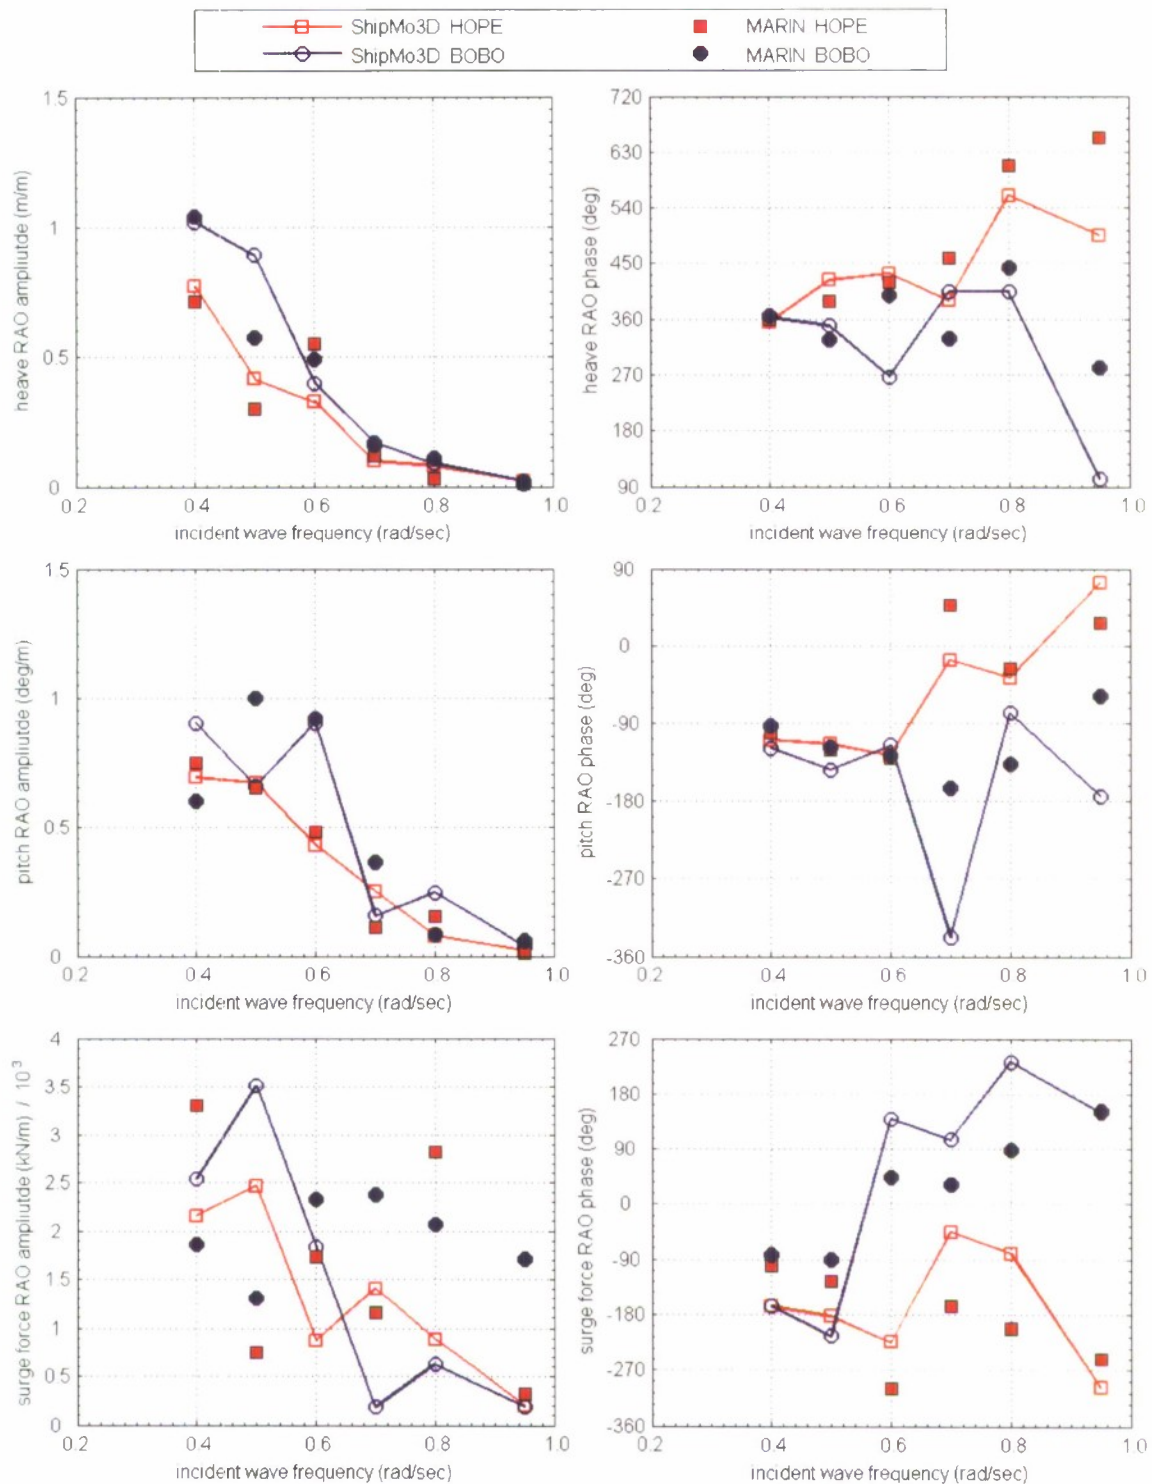 ShipMo3D HOPE
MARIN HOPE
ShipMo3D BOBO
MARIN BOBO
1.5
1
0.5
0
heave RAO ampliutde (m/m)
0.2 0.4 0.6 0.8 1.0
incident wave frequency (rad/sec)
720
630
540
450
360
270
180
90
heave RAO phase (deg)
0.2 0.4 0.6 0.8 1.0
incident wave frequency (rad/sec)
1.5
1
0.5
0
pitch RAO ampliutde (deg/m)
0.2 0.4 0.6 0.8 1.0
incident wave frequency (rad/sec)
90
0
-90
-180
-270
-360
pitch RAO phase (deg)
0.2 0.4 0.6 0.8 1.0
incident wave frequency (rad/sec)
4
3.5
3
2.5
2
1.5
1
0.5
0
surge force RAO ampliutde (kN/m) / 10³
0.2 0.4 0.6 0.8 1.0
incident wave frequency (rad/sec)
270
180
90
0
-90
-180
-270
-360
surge force RAO phase (deg)
0.2 0.4 0.6 0.8 1.0
incident wave frequency (rad/sec)